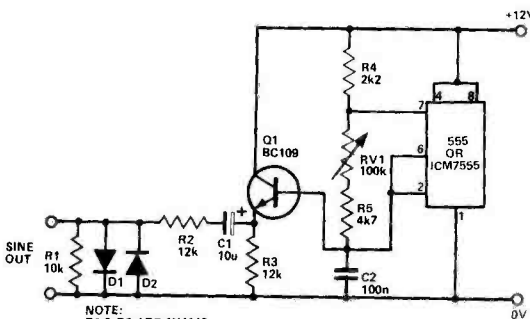 +12V
R4
2k2
4
8
7
Q1
BC109
RV1
100k
6
555
OR
ICM7555
2
R5
4k7
+
R2
12k
C1
10u
SINE
OUT
R1
10k
D1
D2
R3
12k
C2
100n
1
0V
NOTE: